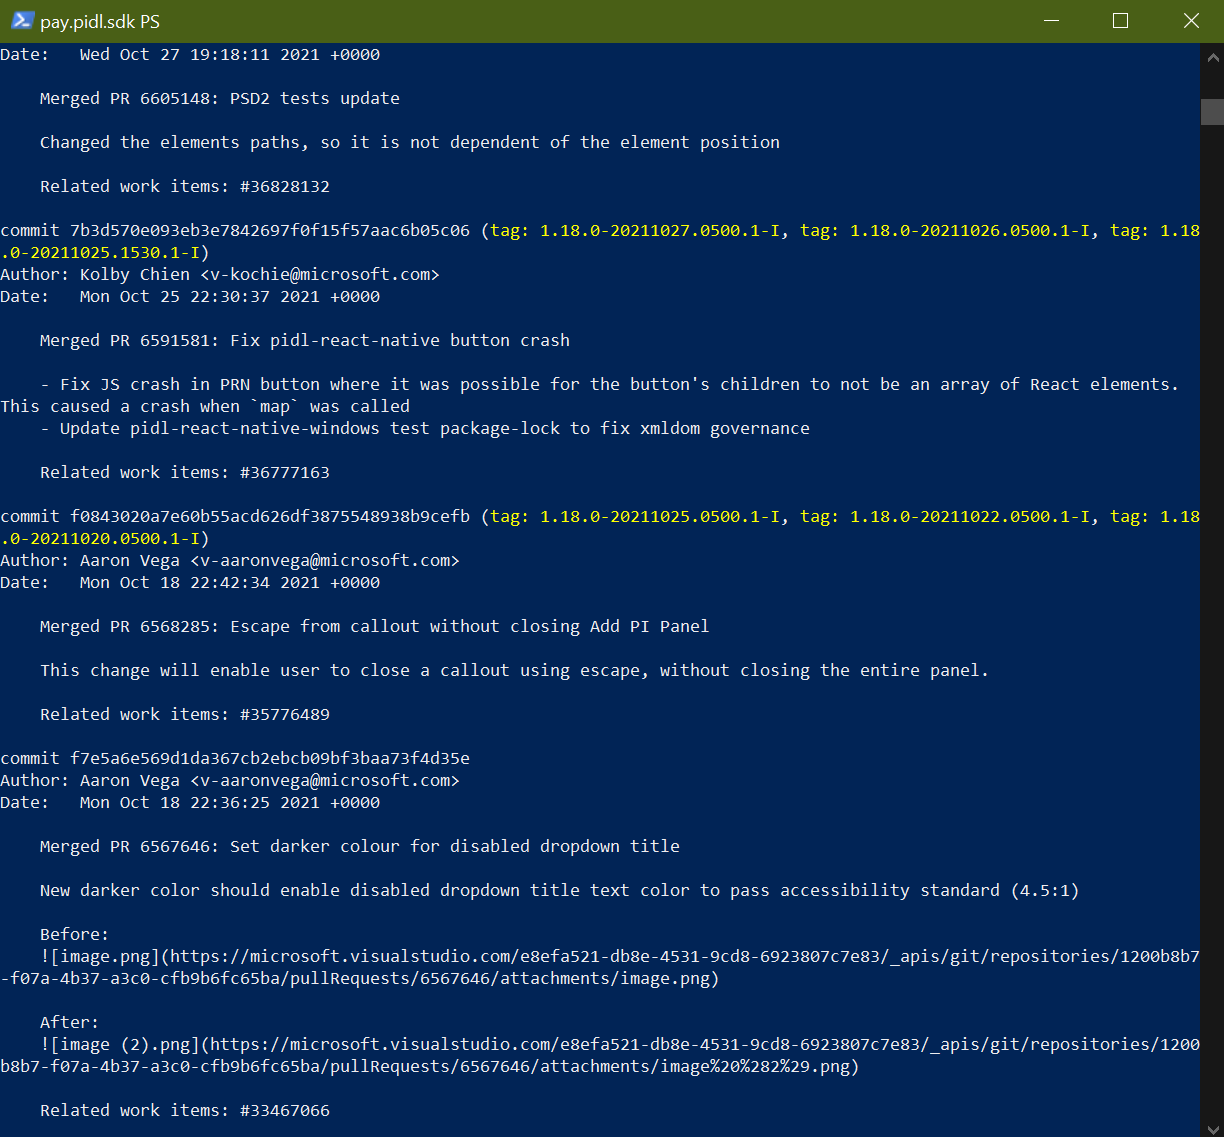 pay.pidl.sdk PS
Date:   Wed Oct 27 19:18:11 2021 +0000
Merged PR 6605148: PSD2 tests update
Changed the elements paths, so it is not dependent of the element position
Related work items: #36828132
commit 7b3d570e093eb3e7842697f0f15f57aac6b05c06 (tag: 1.18.0-20211027.0500.1-I, tag: 1.18.0-20211026.0500.1-I, tag: 1.18
.0-20211025.1530.1-I)
Author: Kolby Chien <v-kochie@microsoft.com>
Date:   Mon Oct 25 22:30:37 2021 +0000
Merged PR 6591581: Fix pidl-react-native button crash
- Fix JS crash in PRN button where it was possible for the button's children to not be an array of React elements.
This caused a crash when `map` was called
- Update pidl-react-native-windows test package-lock to fix xmldom governance
Related work items: #36777163
commit f0843020a7e60b55acd626df3875548938b9cefb (tag: 1.18.0-20211025.0500.1-I, tag: 1.18.0-20211022.0500.1-I, tag: 1.18
.0-20211020.0500.1-I)
Author: Aaron Vega <v-aaronvega@microsoft.com>
Date:   Mon Oct 18 22:42:34 2021 +0000
Merged PR 6568285: Escape from callout without closing Add PI Panel
This change will enable user to close a callout using escape, without closing the entire panel.
Related work items: #35776489
commit f7e5a6e569d1da367cb2ebcb09bf3baa73f4d35e
Author: Aaron Vega <v-aaronvega@microsoft.com>
Date:   Mon Oct 18 22:36:25 2021 +0000
Merged PR 6567646: Set darker colour for disabled dropdown title
New darker color should enable disabled dropdown title text color to pass accessibility standard (4.5:1)
Before:
![image.png](https://microsoft.visualstudio.com/e8efa521-db8e-4531-9cd8-6923807c7e83/_apis/git/repositories/1200b8b7
-f07a-4b37-a3c0-cfb9b6fc65ba/pullRequests/6567646/attachments/image.png)
After:
![image (2).png](https://microsoft.visualstudio.com/e8efa521-db8e-4531-9cd8-6923807c7e83/_apis/git/repositories/1200
b8b7-f07a-4b37-a3c0-cfb9b6fc65ba/pullRequests/6567646/attachments/image%20%282%29.png)
Related work items: #33467066